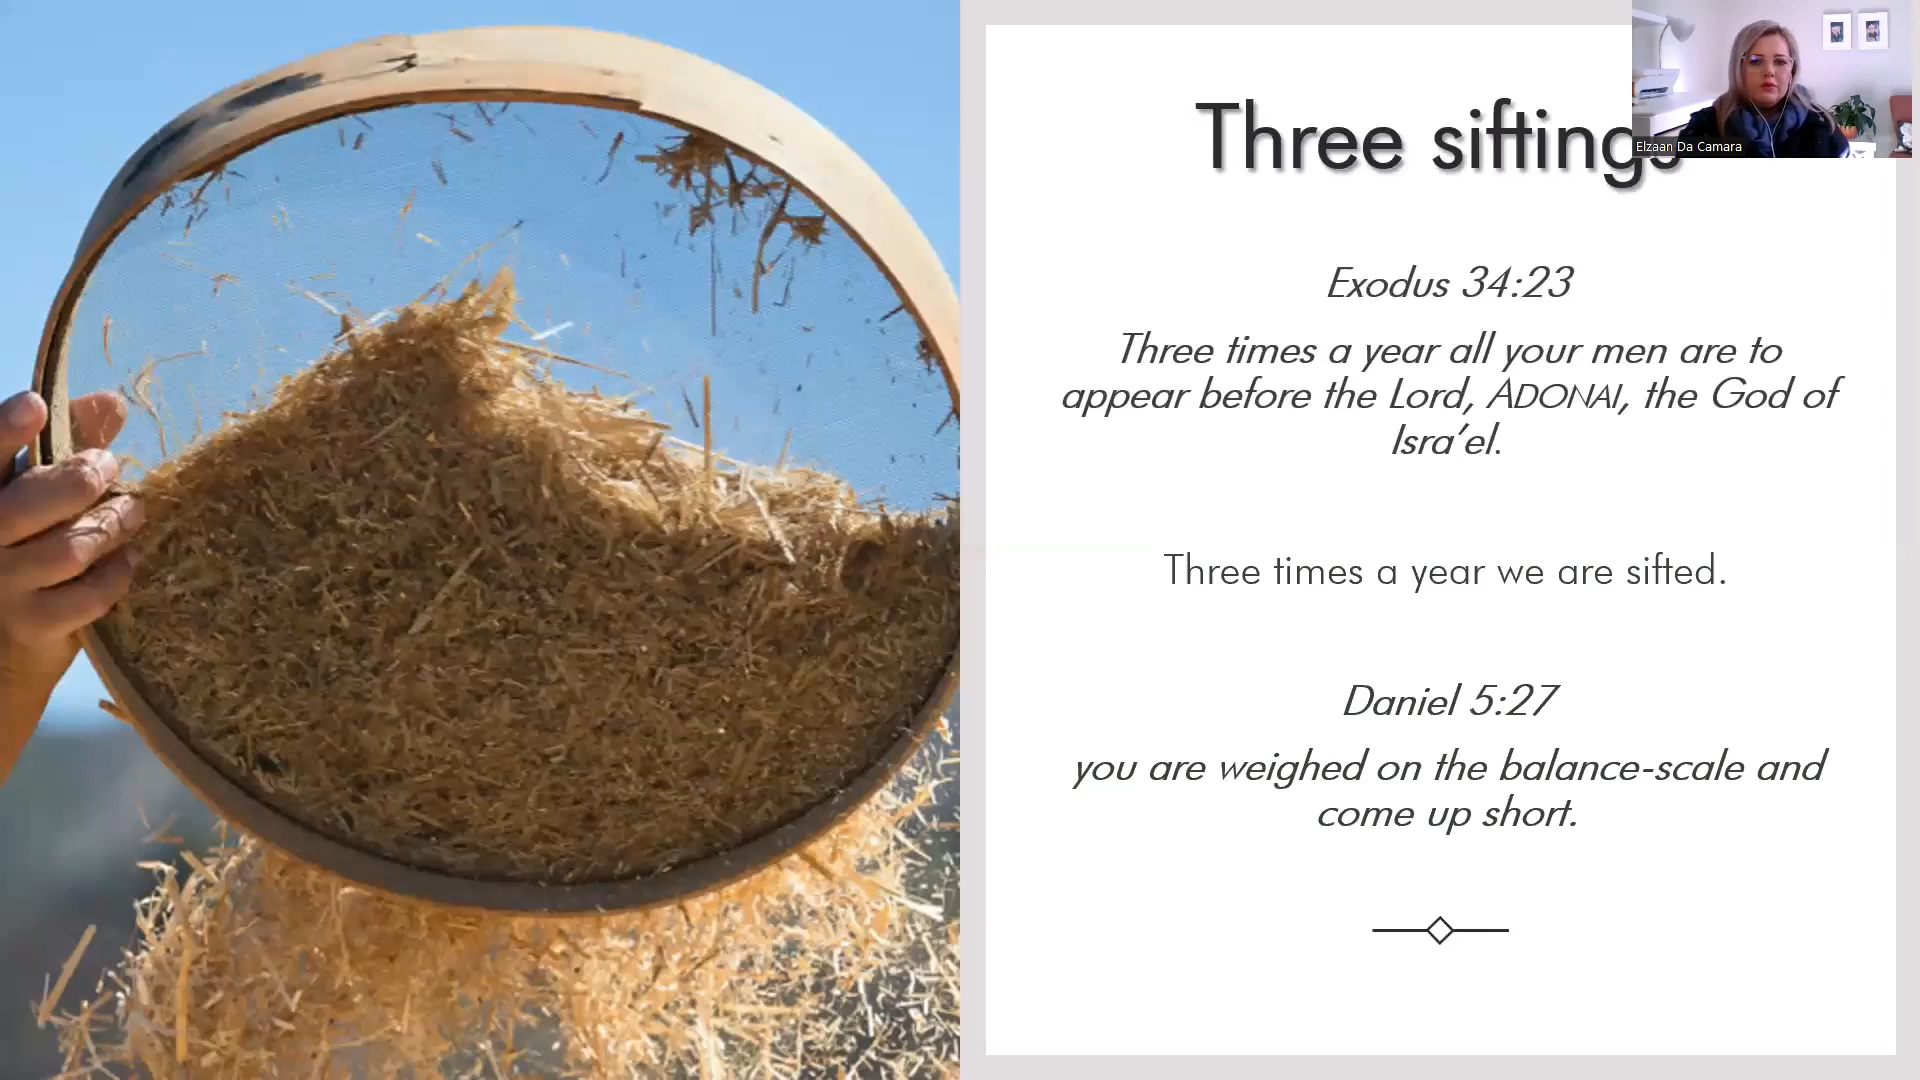 Three siftings
Elzaan Da Camara
Exodus 34:23
Three times a year all your men are to
appear before the Lord, ADONAI, the God of
Isra’el.
Three times a year we are sifted.
Daniel 5:27
you are weighed on the balance-scale and
come up short.